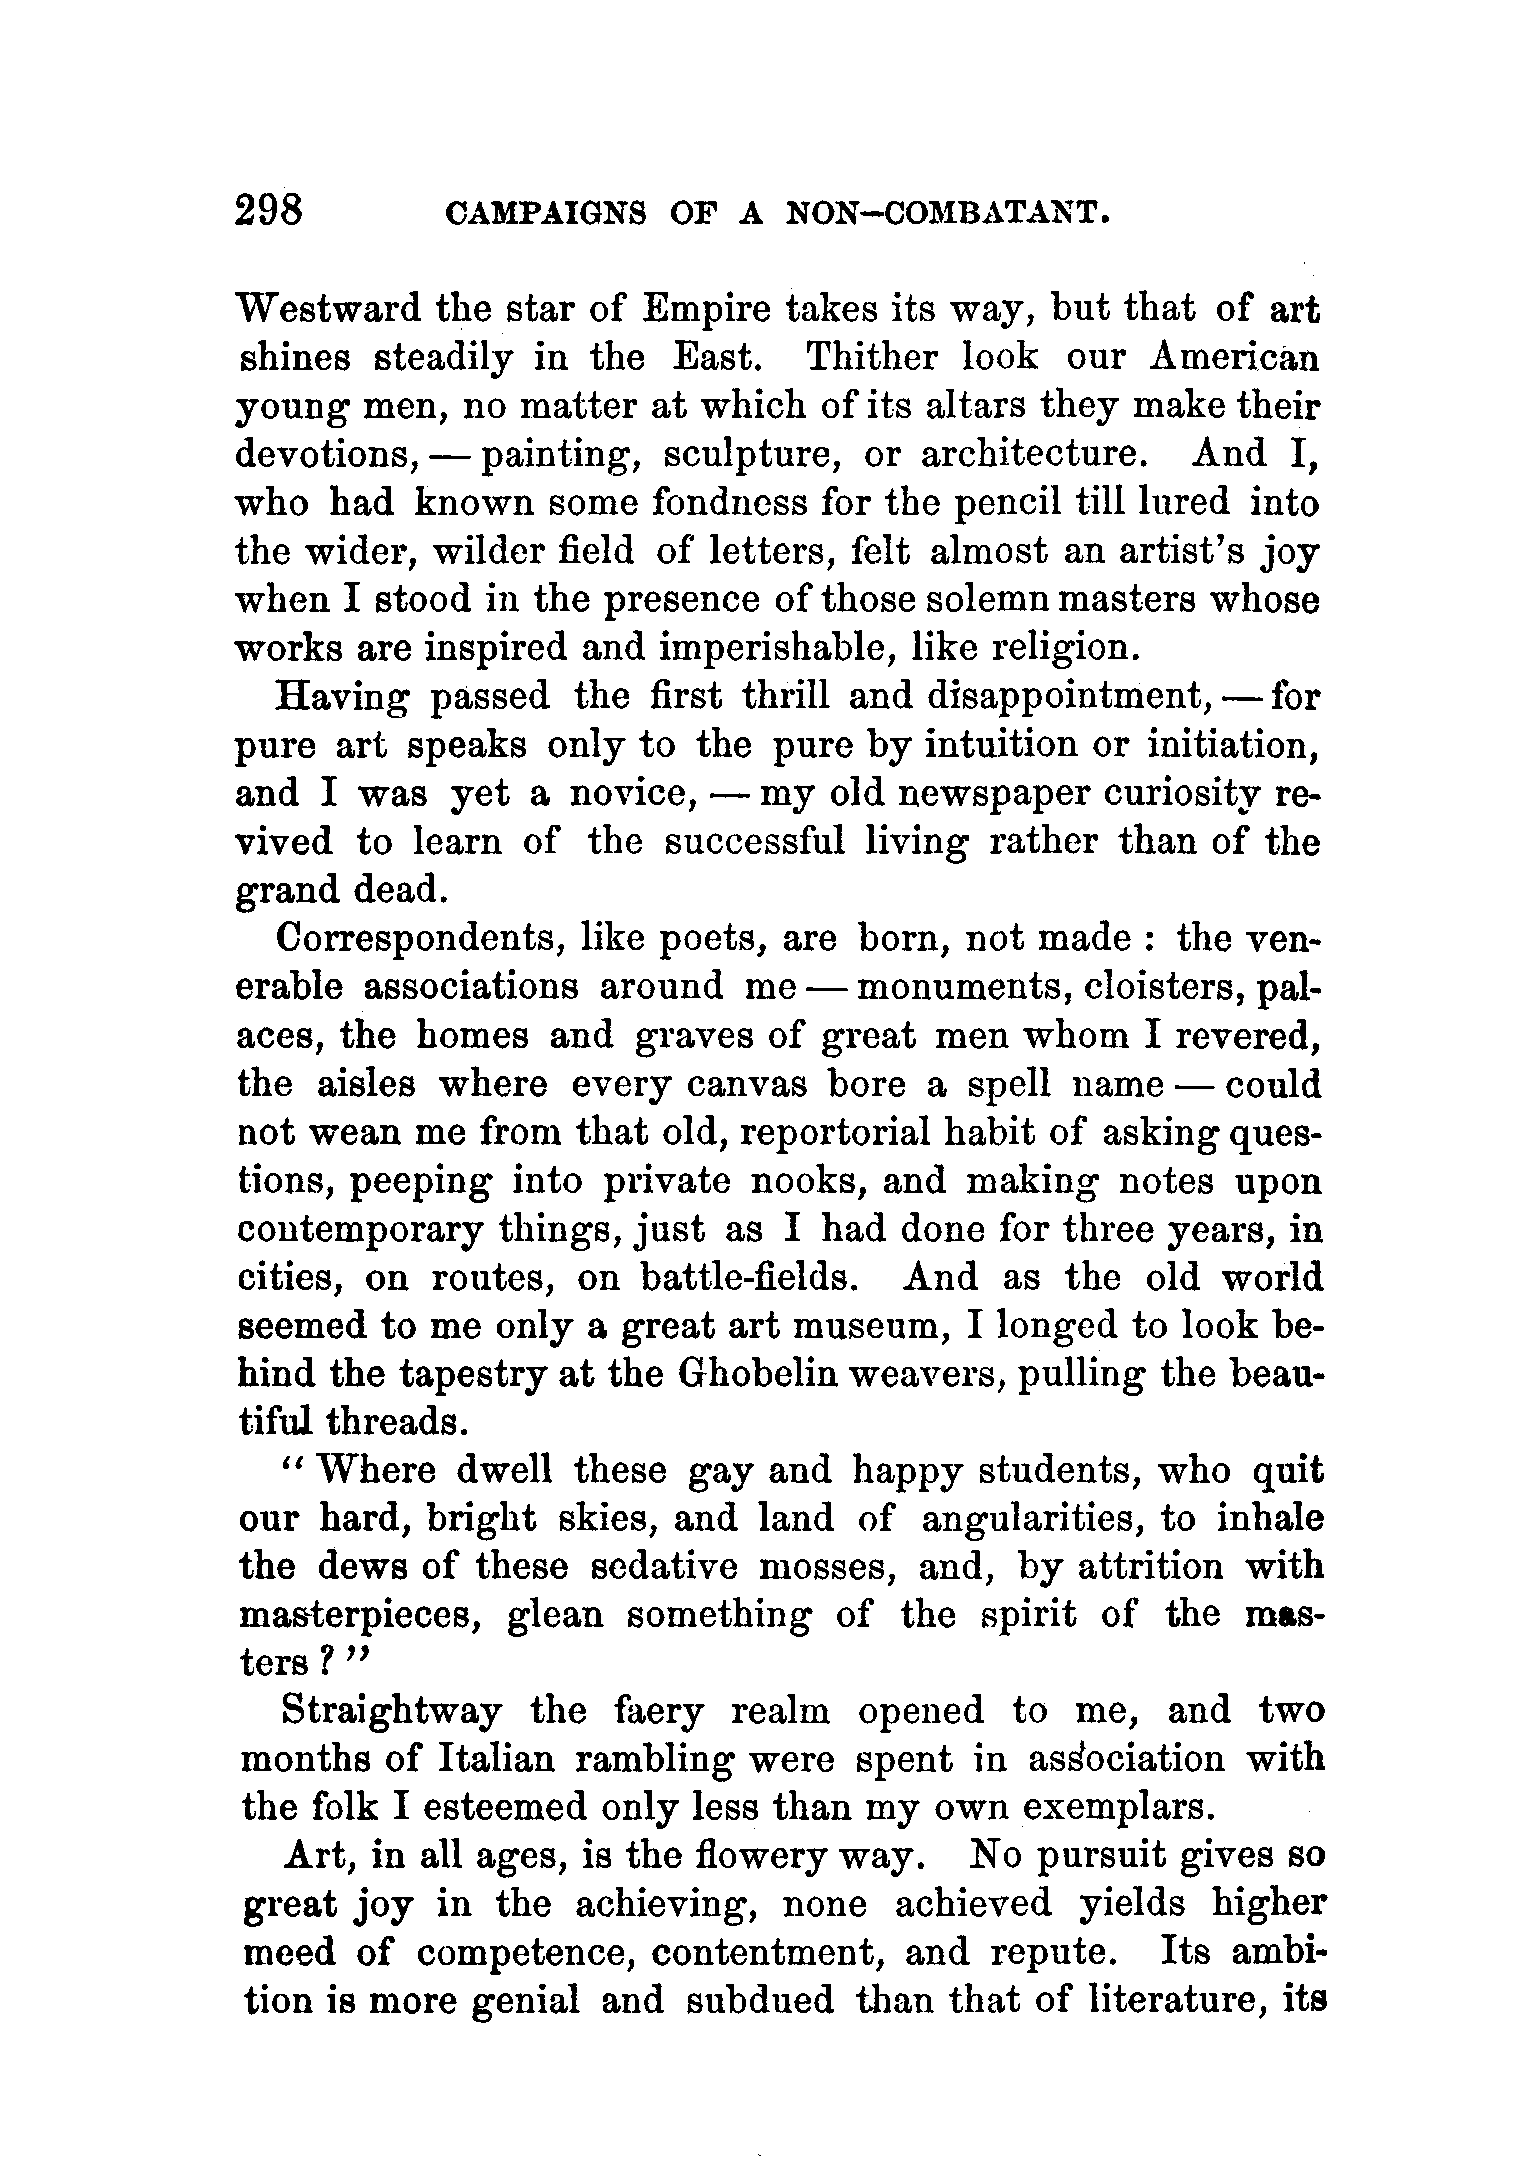 298 CAMPAIGNS OF A NON-COMBATANT.
Westward the star of Empire takes its way, but that of art
shines steadily in the East. Thither look our American
young men, no matter at which of its altars they make their
devotions, — painting, sculpture, or architecture. And I,
who had known some fondness for the pencil till lured into
the wider, wilder field of letters, felt almost an artist's joy
when I stood in the presence of those solemn masters whose
works are inspired and imperishable, like religion.
Having passed the first thrill and disappointment, — for
pure art speaks only to the pure by intuition or initiation,
and I was yet a novice, — my old newspaper curiosity re-
vived to learn of the successful living rather than of the
grand dead.
Correspondents, like poets, are born, not made : the ven-
erable associations around me — monuments, cloisters, pal-
aces, the homes and graves of great men whom I revered,
the aisles where every canvas bore a spell name — could
not wean me from that old, reportorial habit of asking ques-
tions, peeping into private nooks, and making notes upon
contemporary things, just as I had done for three years, in
cities, on routes, on battle-fields. And as the old world
seemed to me only a great art museum, I longed to look be-
hind the tapestry at the Ghobelin weavers, pulling the beau-
tiful threads.
" Where dwell these gay and happy students, who quit
our hard, bright skies, and land of angularities, to inhale
the dews of these sedative mosses, and, by attrition with
masterpieces, glean something of the spirit of the mas-
ters ? "
Straightway the faery realm opened to me, and two
months of Italian rambling were spent in association with
the folk I esteemed only less than my own exemplars.
Art, in all ages, is the flowery way. No pursuit gives so
great joy in the achieving, none achieved yields higher
meed of competence, contentment, and repute. Its ambi-
tion is more genial and subdued than that of literature, its